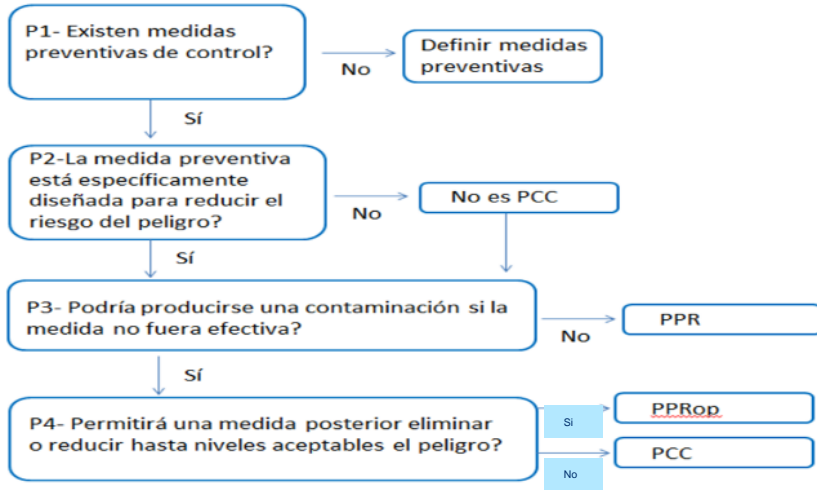 P1- Existen medidas
preventivas de control?
No
Definir medidas
preventivas
Sí
P2-La medida preventiva
está específicamente
diseñada para reducir el
riesgo del peligro?
No
No es PCC
Sí
P3- Podría producirse una contaminación si la
medida no fuera efectiva?
No
PPR
Sí
P4- Permitirá una medida posterior eliminar
o reducir hasta niveles aceptables el peligro?
Si
PPRop
No
PCC